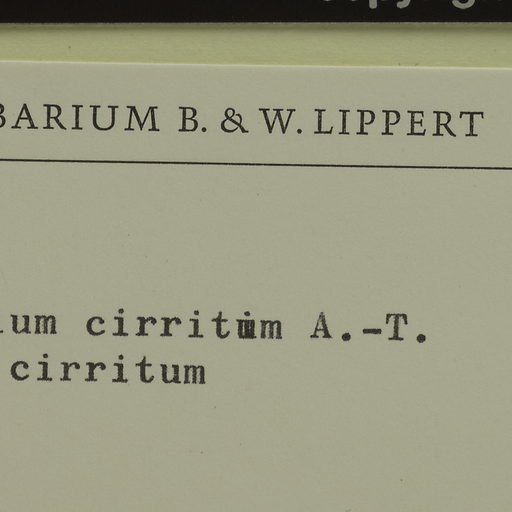 BARIUM B. & W. LIPPERT
ium cirritum A.-T.
cirritum